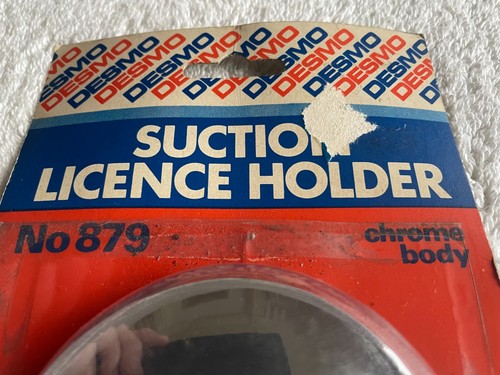 DESMO DESMO DESMO DESMO DESMO DESMO DESMO DESMO
SUCTION
LICENCE HOLDER
No 879
chrome
body